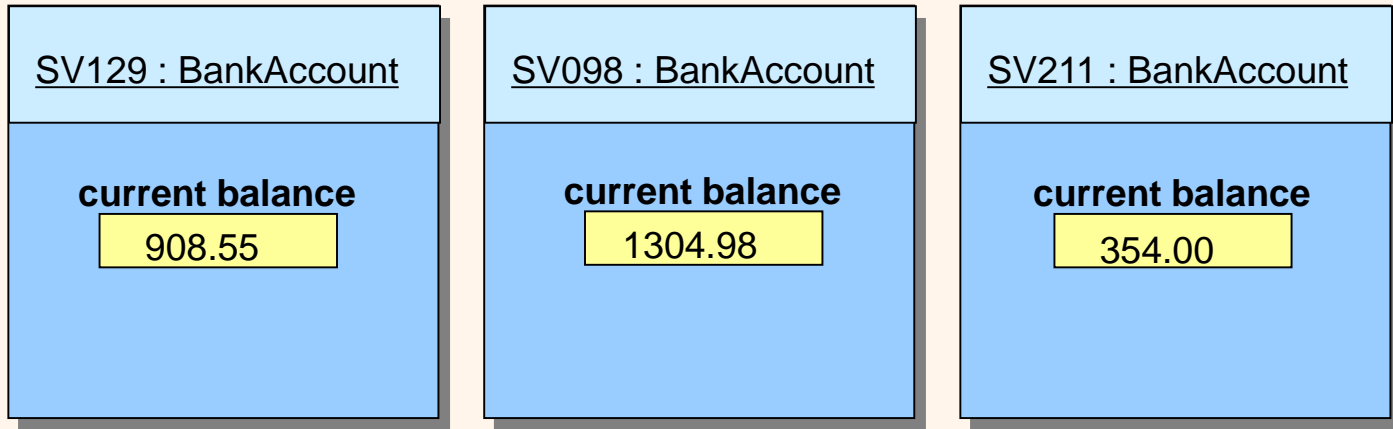 SV129 : BankAccount
current balance
908.55
SV098 : BankAccount
current balance
1304.98
SV211 : BankAccount
current balance
354.00